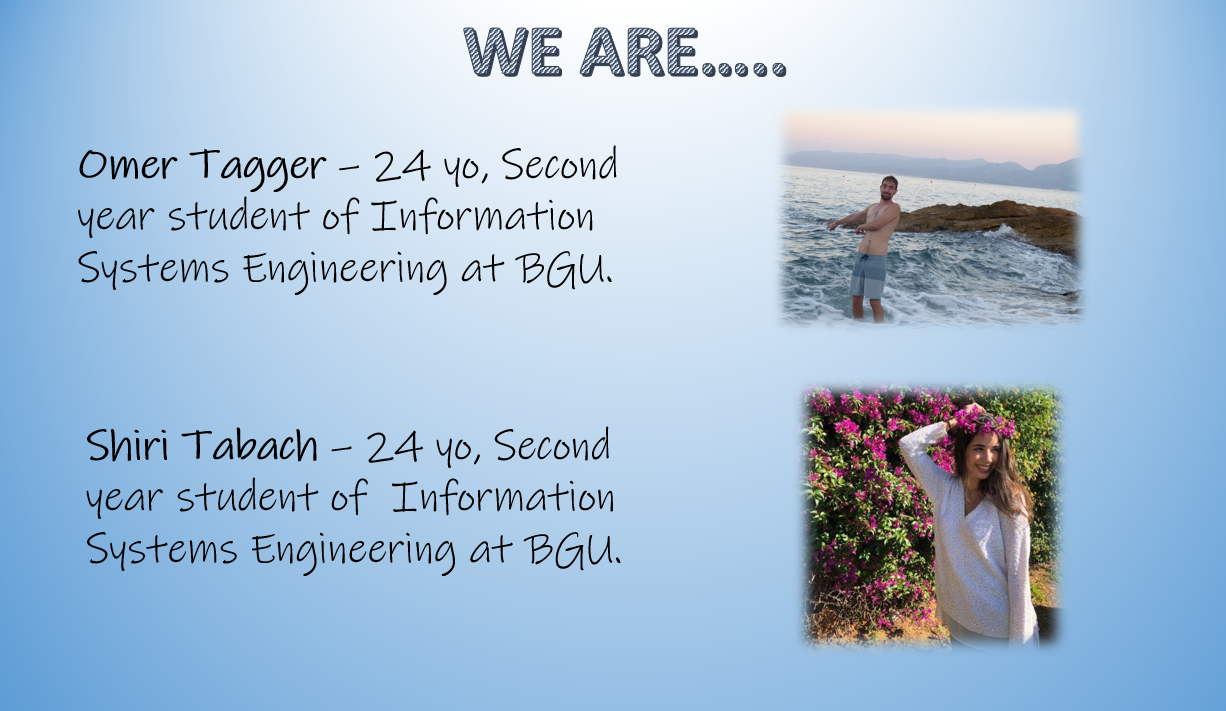 WE ARE.....
Omer Tagger – 24 yo, Second
year student of Information
Systems Engineering at BGU.
Shiri Tabach – 24 yo, Second
year student of Information
Systems Engineering at BGU.